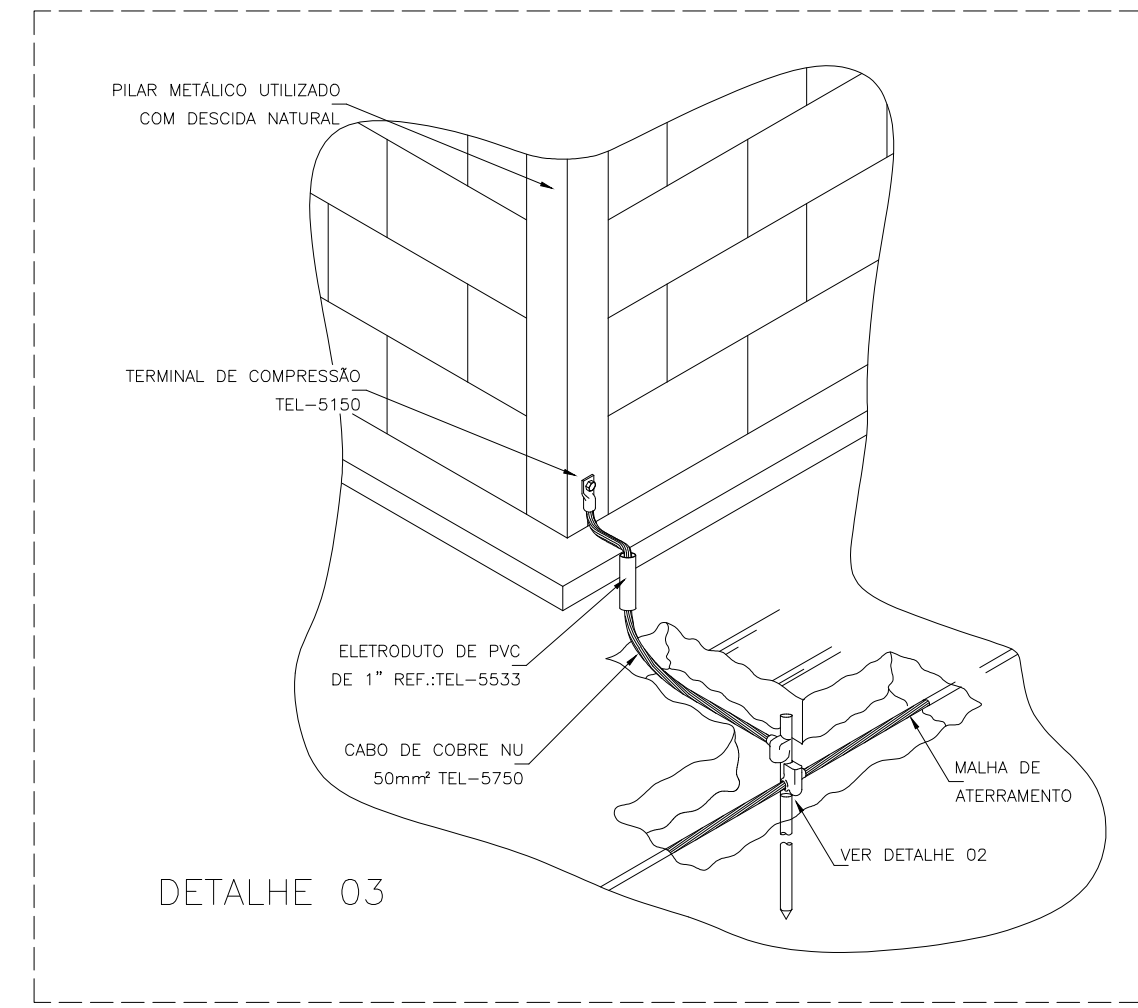 PILAR METÁLICO UTILIZADO
COM DESCIDA NATURAL
TERMINAL DE COMPRESSÃO
TEL-5150
ELETRODUTO DE PVC
DE 1" REF.:TEL-5533
CABO DE COBRE NU
50mm² TEL-5750
MALHA DE
ATERRAMENTO
VER DETALHE 02
DETALHE 03